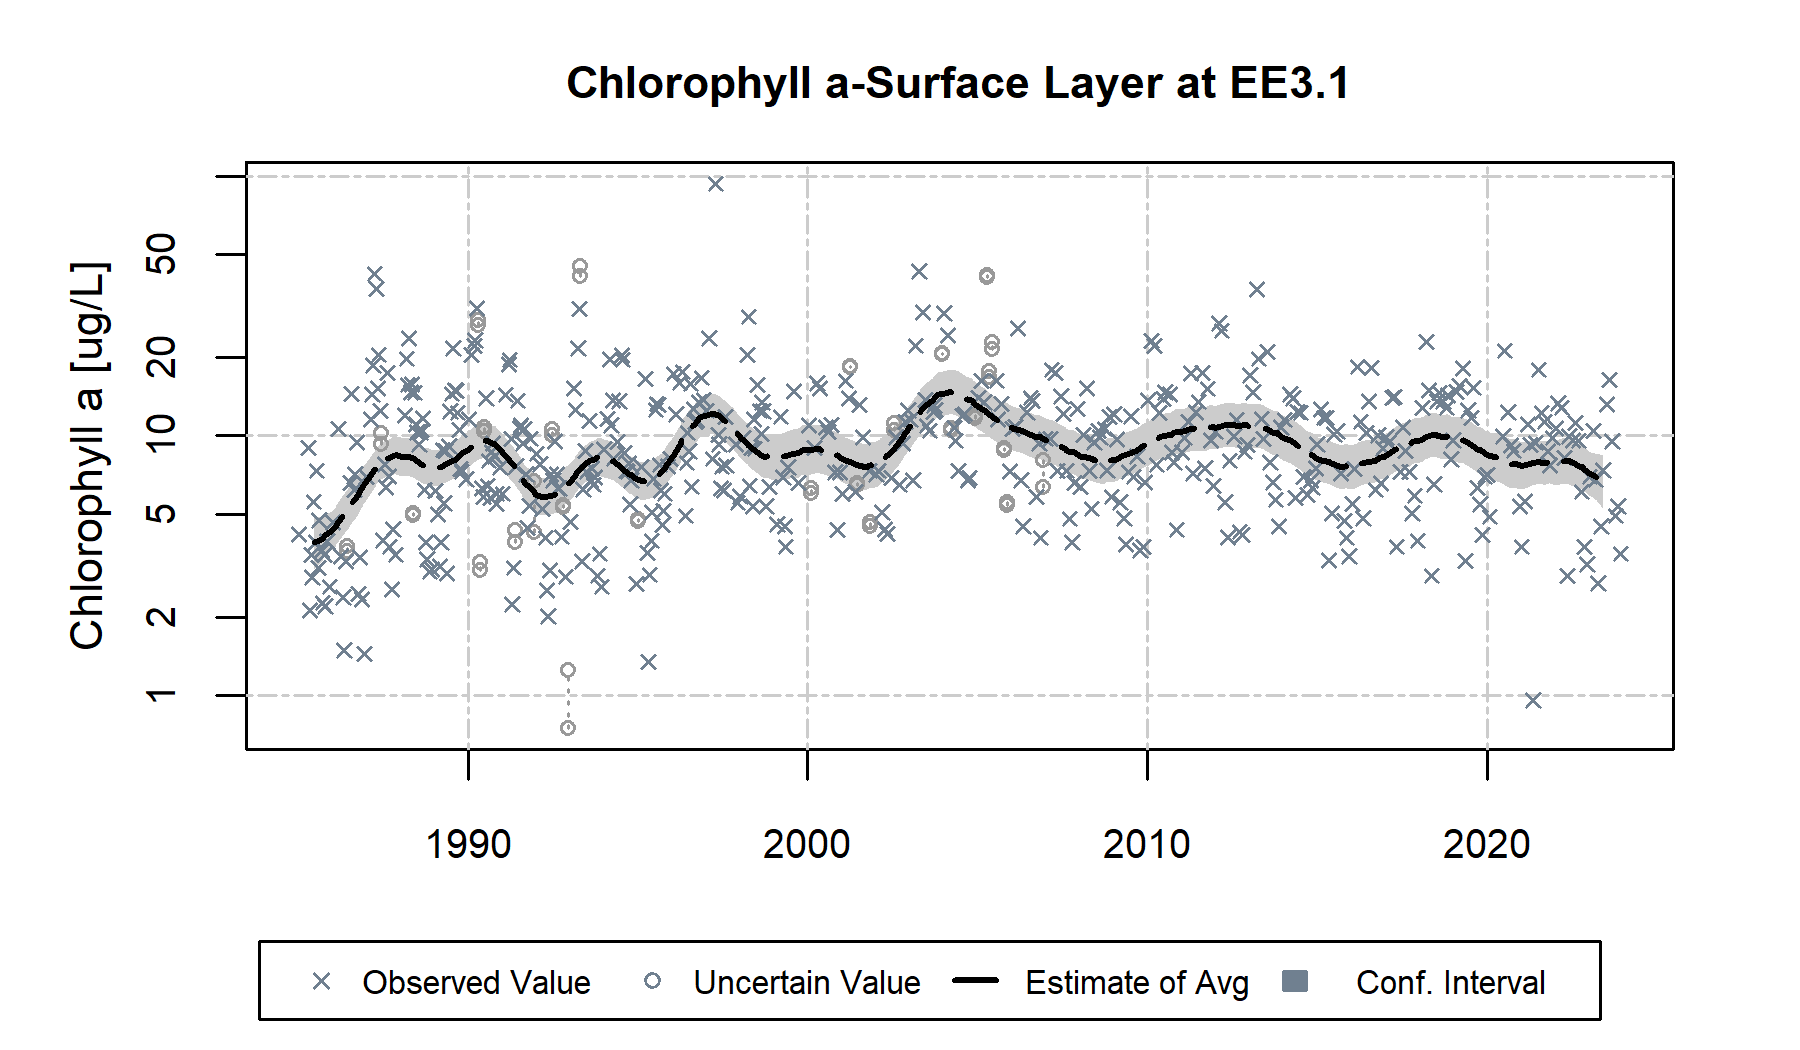 Chlorophyll a-Surface Layer at EE3.1
Chlorophyll a [ug/L]
50
20
10
5
2
1
1990 2000 2010 2020
Observed Value Uncertain Value Estimate of Avg Conf. Interval